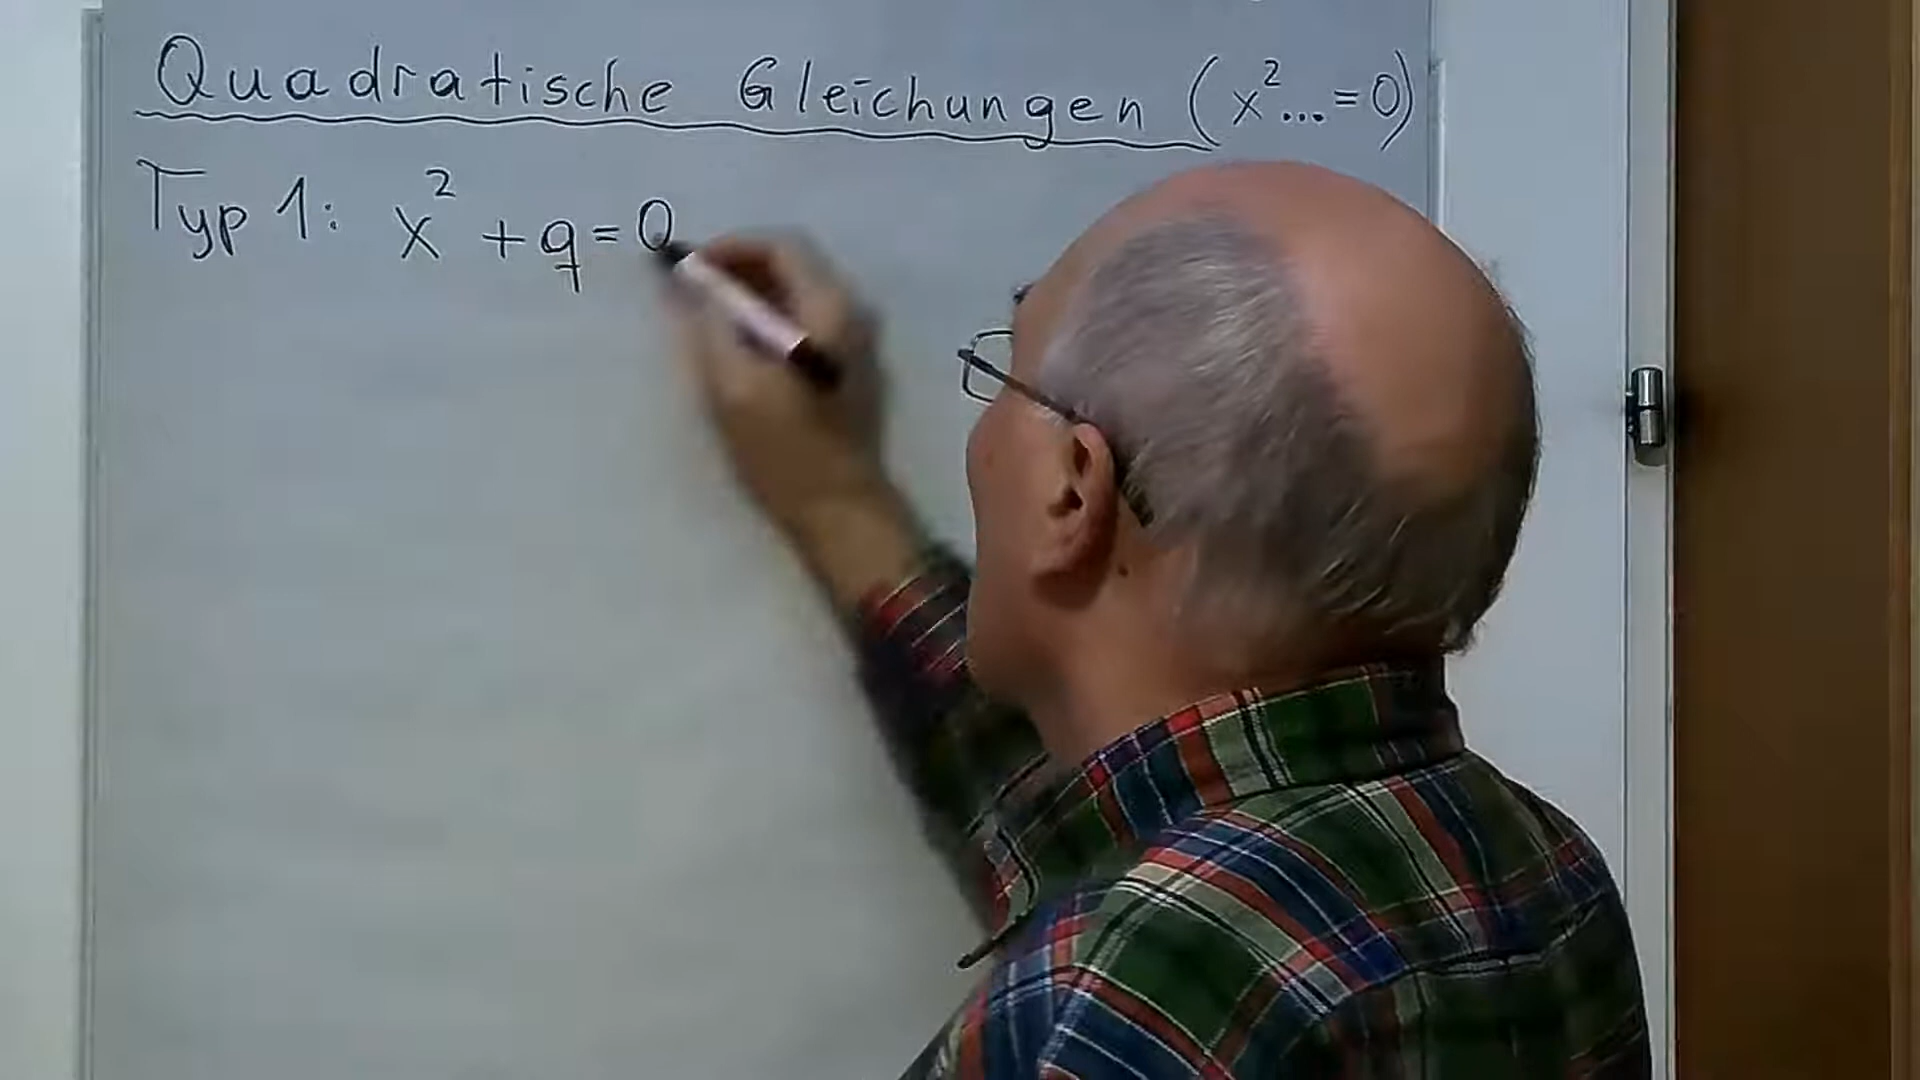 Quadratische Gleichungen (x²...=0)
Typ 1: x² +q=0